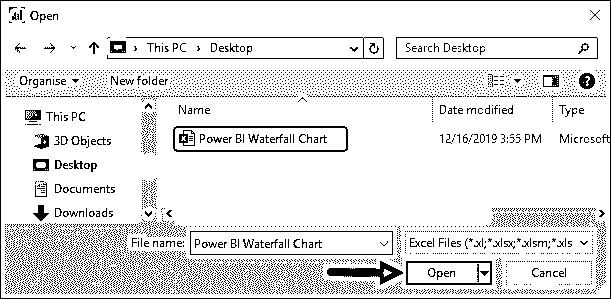 Open
This PC > Desktop
Search Desktop
Organise
New folder
Name
Date modified
Type
This PC
3D Objects
Desktop
Documents
Downloads
Power BI Waterfall Chart
12/16/2019 3:55 PM
Microsof
File name:
Power BI Waterfall Chart
Excel Files (*.xl;*.xlsx;*.xlsm;*.xls
Open
Cancel